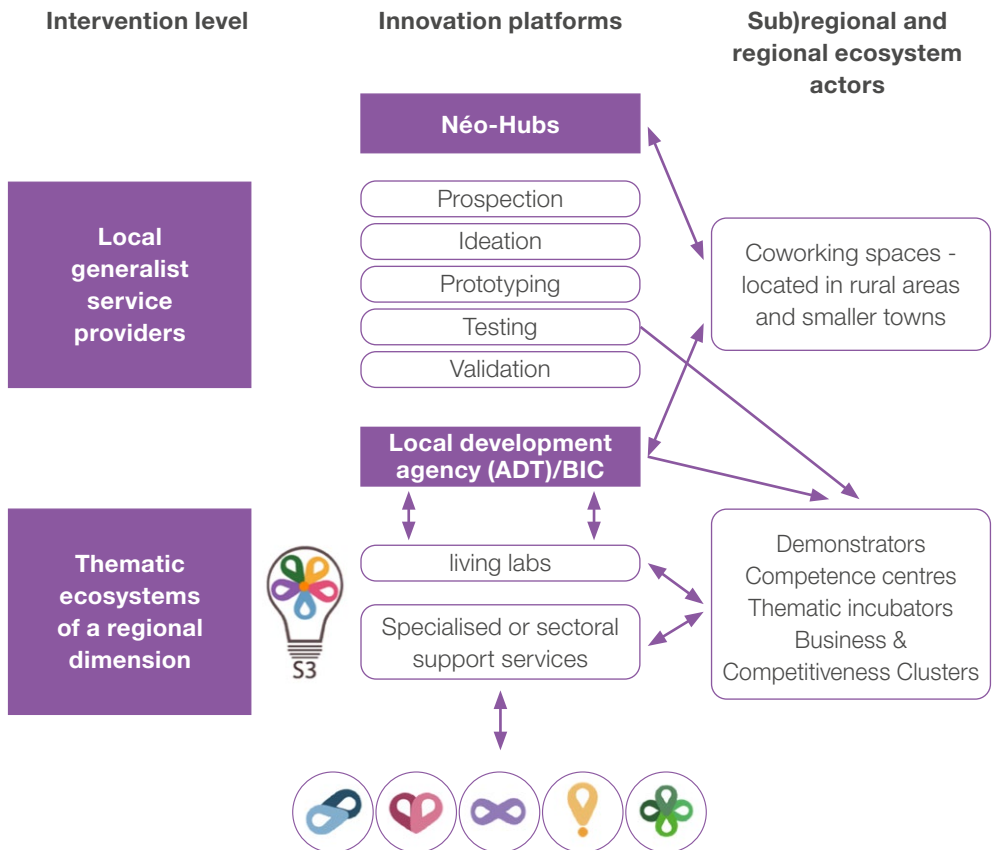 Intervention level
Innovation platforms
Sub)regional and
regional ecosystem
actors
Néo-Hubs
Local
generalist
service
providers
Prospection
Ideation
Prototyping
Testing
Validation
Coworking spaces -
located in rural areas
and smaller towns
Local development
agency (ADT)/BIC
Thematic
ecosystems
of a regional
dimension
S3
living labs
Specialised or sectoral
support services
Demonstrators
Competence centres
Thematic incubators
Business &
Competitiveness Clusters